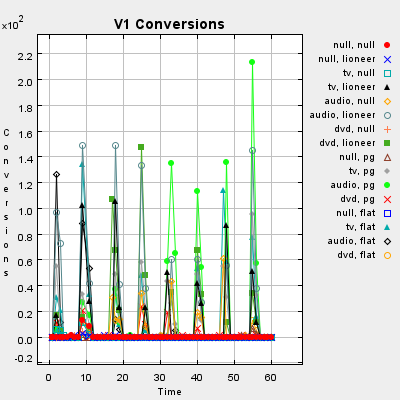 V1 Conversions
x10^2
2.2
2.0
1.8
1.6
1.4
1.2
1.0
0.8
0.6
0.4
0.2
0.0
-0.2
Conversions
0 10 20 30 40 50 60
Time
null, null
null, lioneer
tv, null
tv, lioneer
audio, null
audio, lioneer
dvd, null
dvd, lioneer
null, pg
tv, pg
audio, pg
dvd, pg
null, flat
tv, flat
audio, flat
dvd, flat